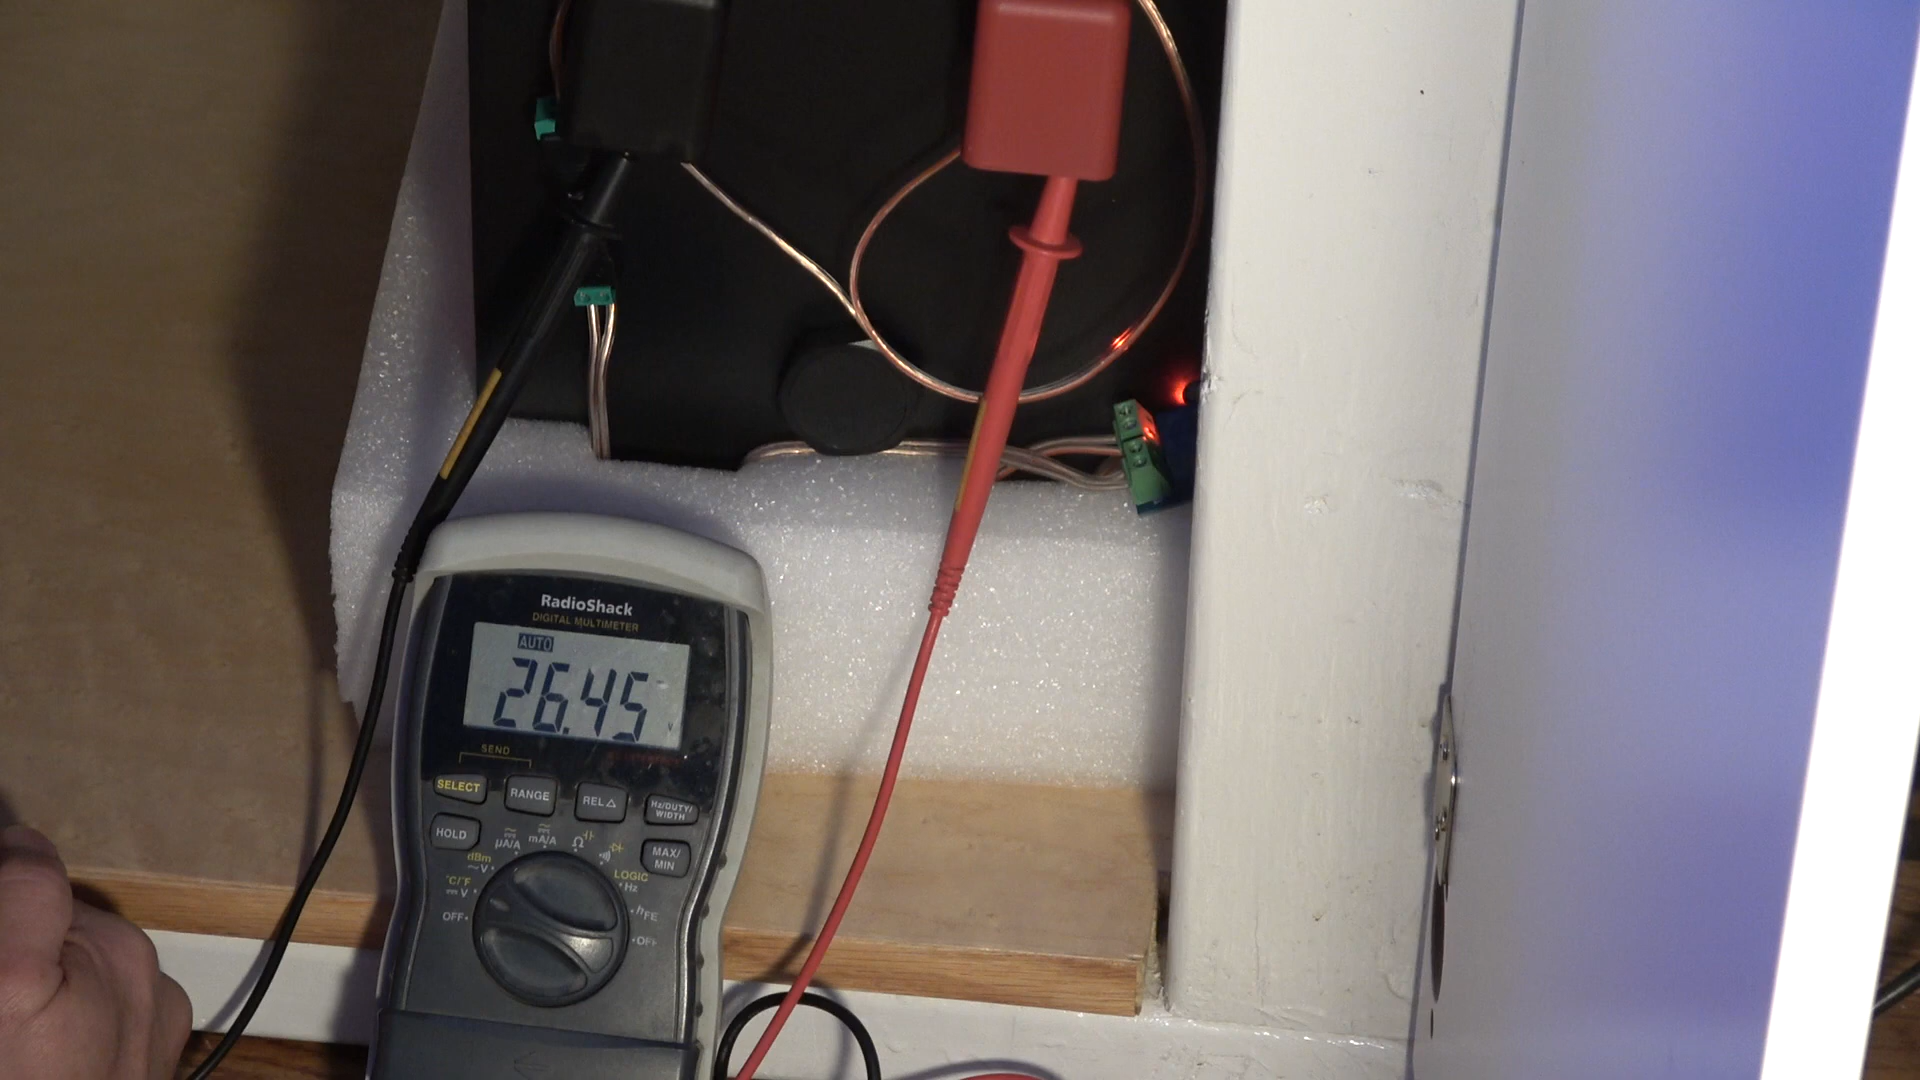 RadioShack
DIGITAL MULTIMETER
AUTO
26.45
V
SEND
SELECT
RANGE
REL△
Hz/DUTY/
WIDTH
HOLD
μA/A
mA/A
Ω
MAX/
MIN
dBm
~V
LOGIC
Hz
°C/°F
V
hFE
OFF
OFF